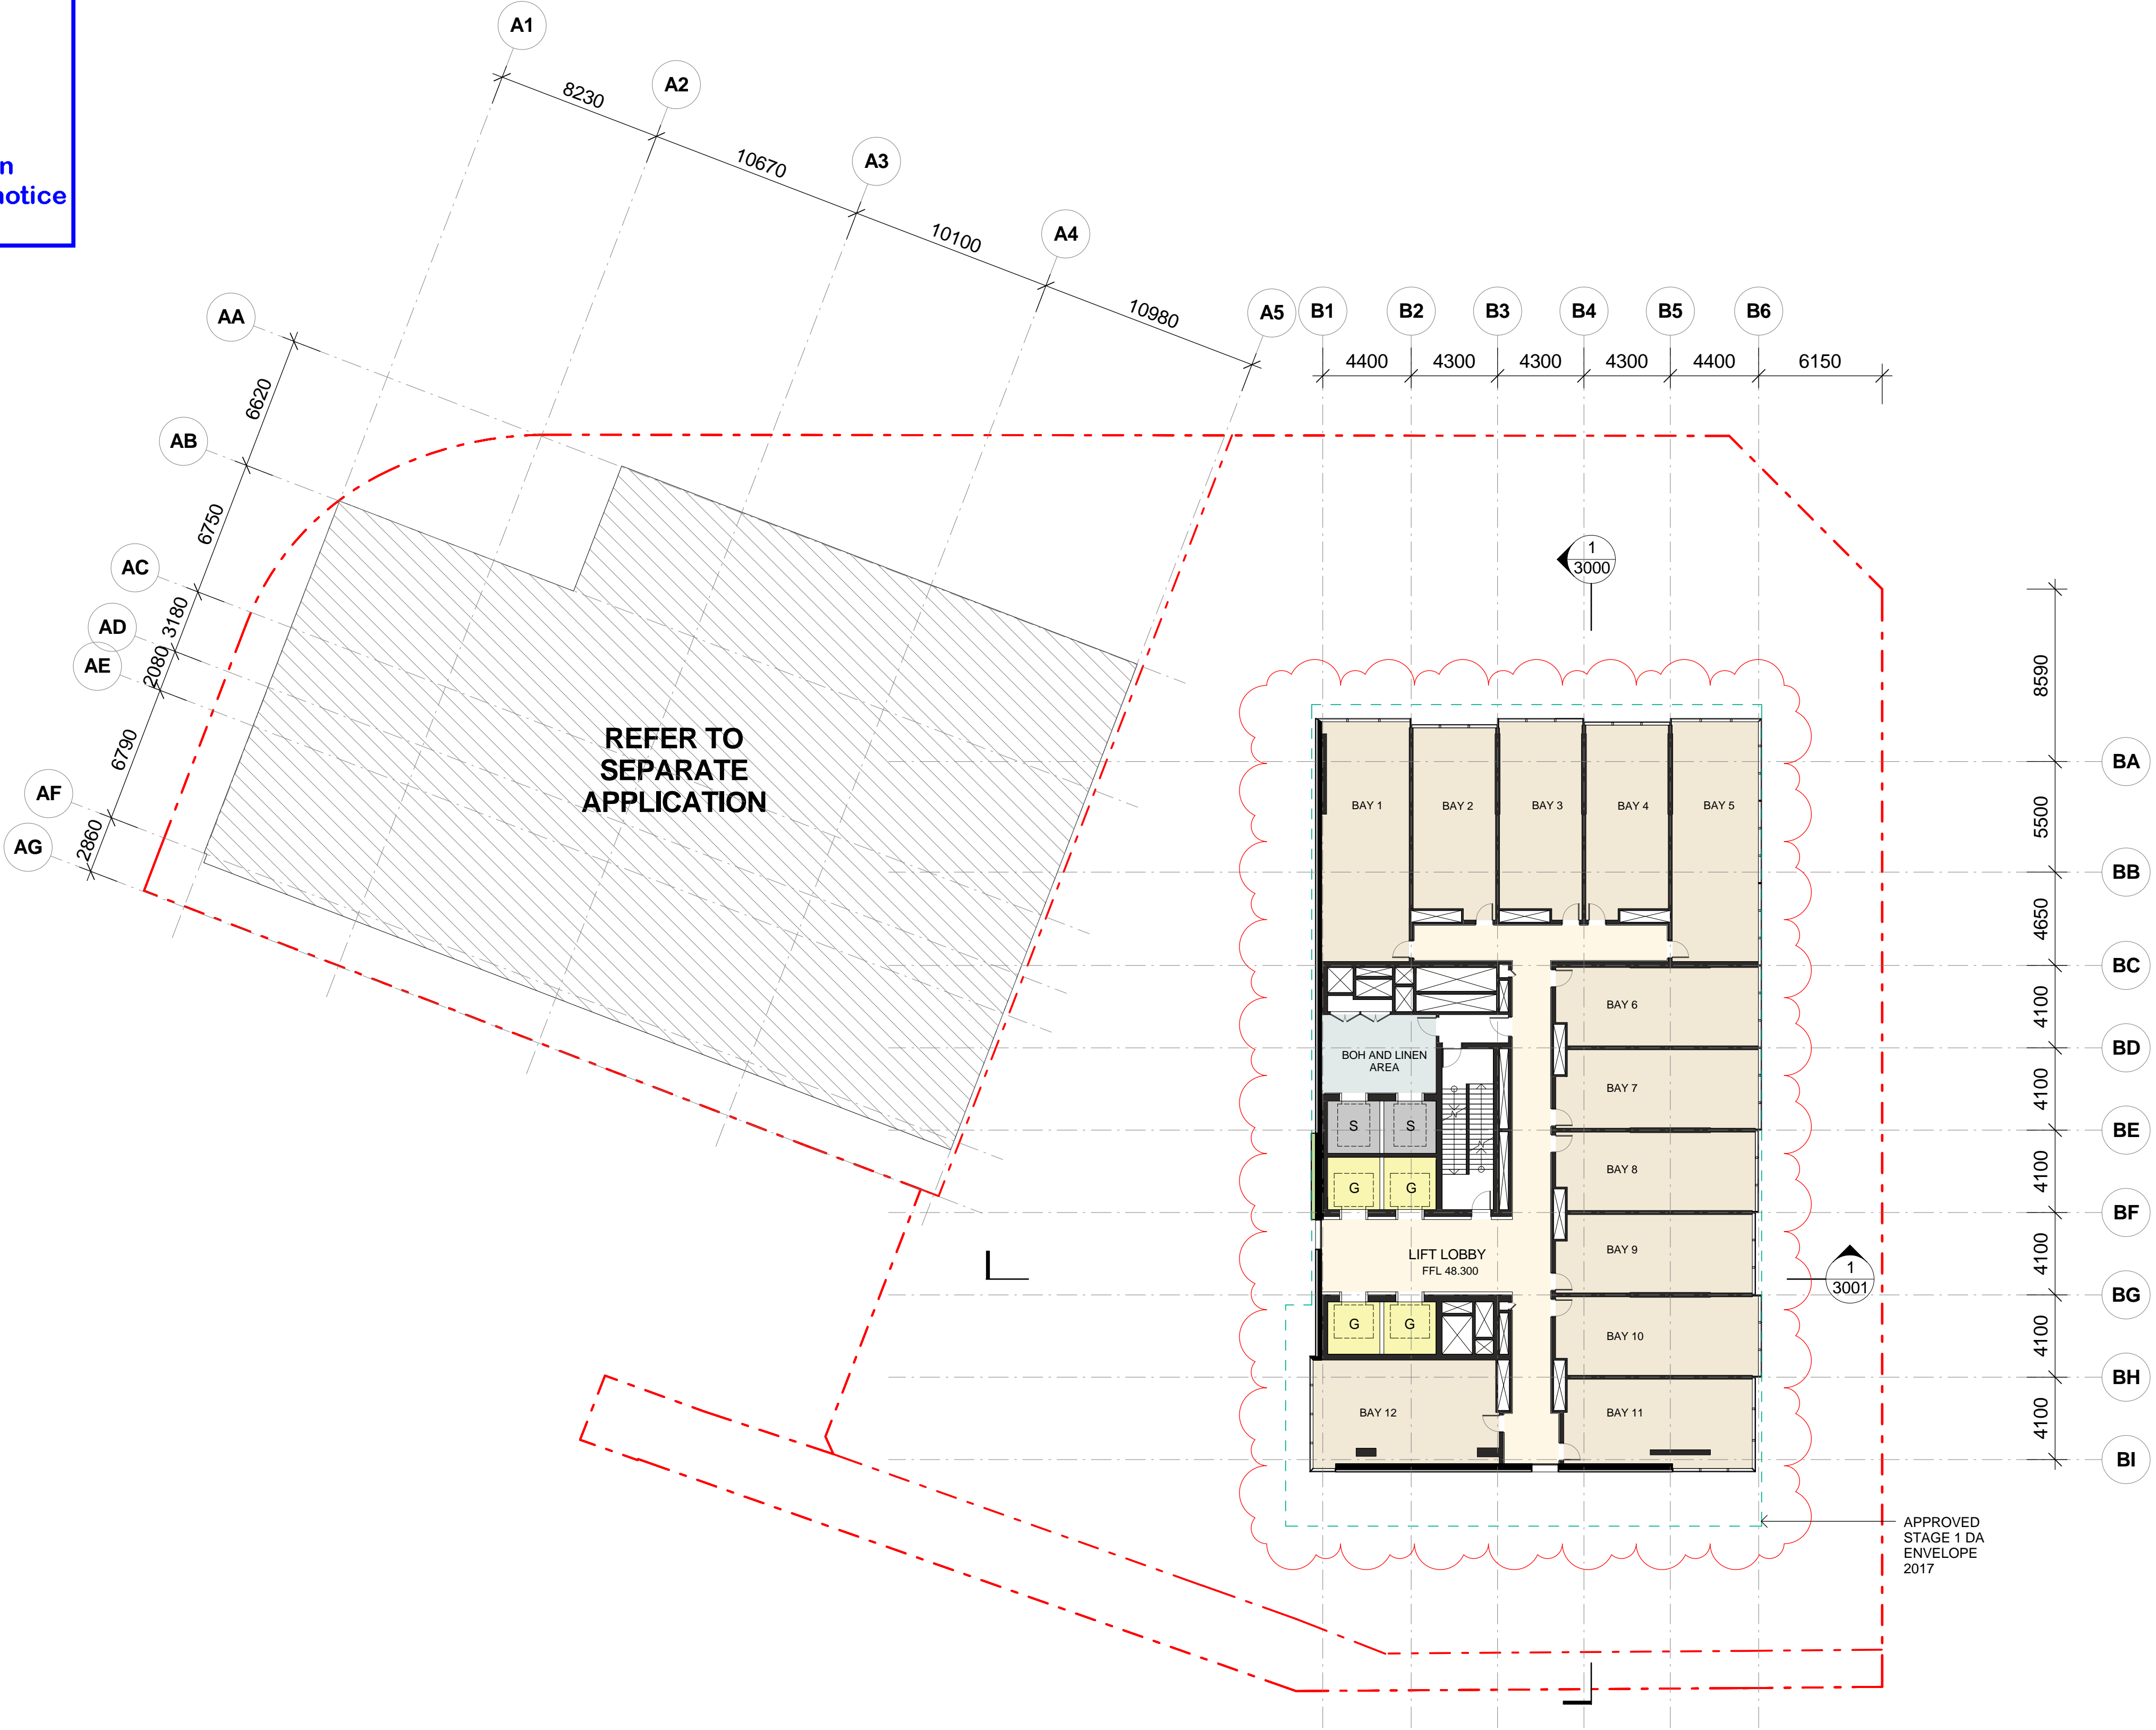 n
notice
A1
A2
A3
A4
A5
8230
10670
10100
10980
AA
AB
AC
AD
AE
AF
AG
6620
6750
3180
2080
6790
2860
B1
B2
B3
B4
B5
B6
4400
4300
4300
4300
4400
6150
1
3000
REFER TO
SEPARATE
APPLICATION
BAY 1
BAY 2
BAY 3
BAY 4
BAY 5
BAY 6
BOH AND LINEN
AREA
BAY 7
S
S
BAY 8
G
G
LIFT LOBBY
FFL 48.300
BAY 9
G
G
BAY 10
BAY 12
BAY 11
1
3001
8590
5500
4650
4100
4100
4100
4100
4100
4100
BA
BB
BC
BD
BE
BF
BG
BH
BI
APPROVED
STAGE 1 DA
ENVELOPE
2017